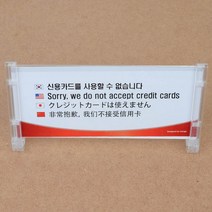 신용카드를 사용할 수 없습니다
Sorry, we do not accept credit cards
クレジットカードは使えません
非常抱歉, 我们不接受信用卡